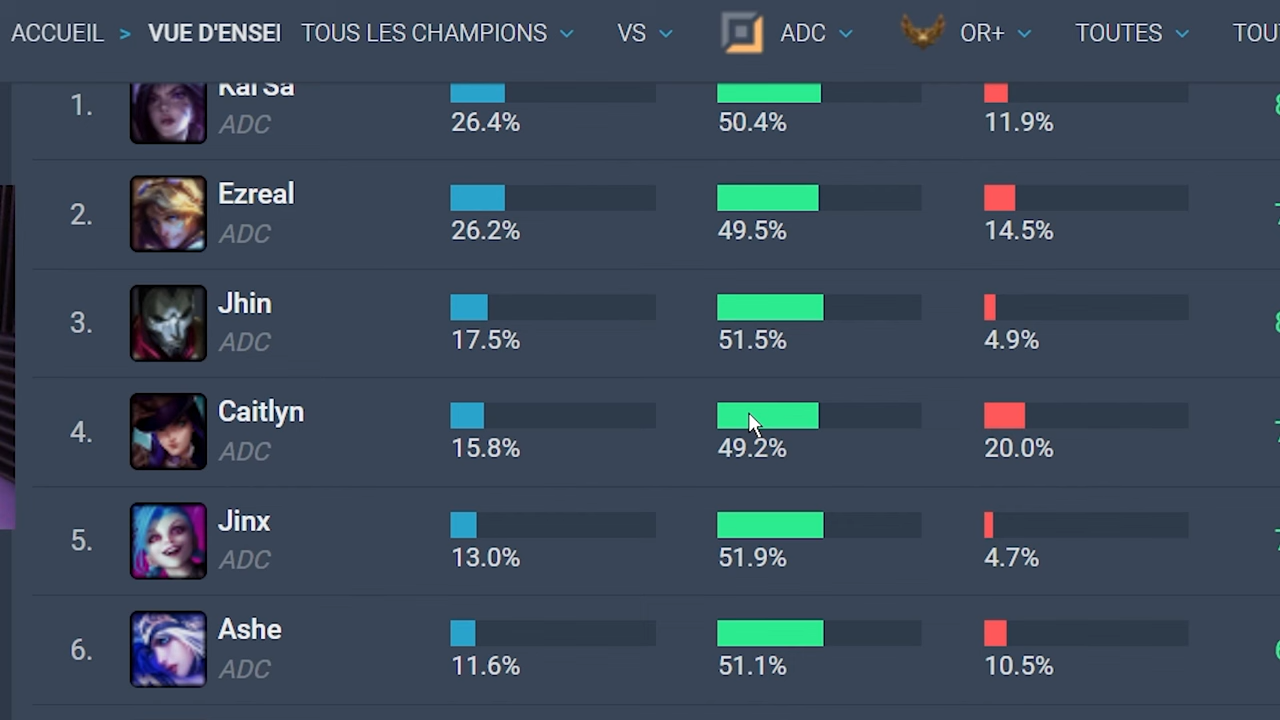 ACCUEIL > VUE D'ENSEI TOUS LES CHAMPIONS VS ADC OR+ TOUTES TOU
1. Kai'Sa
ADC 26.4% 50.4% 11.9%
2. Ezreal
ADC 26.2% 49.5% 14.5%
3. Jhin
ADC 17.5% 51.5% 4.9%
4. Caitlyn
ADC 15.8% 49.2% 20.0%
5. Jinx
ADC 13.0% 51.9% 4.7%
6. Ashe
ADC 11.6% 51.1% 10.5%